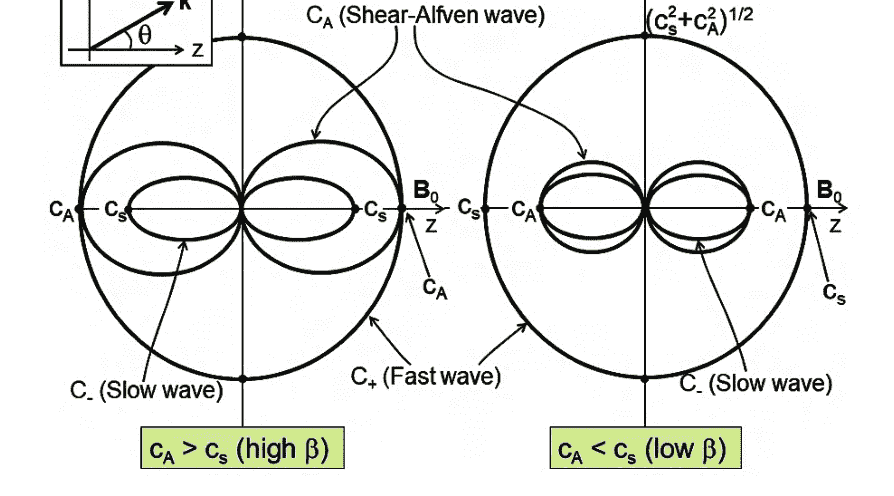 k
θ
z
C_A (Shear-Alfven wave)
(c_s^2+c_A^2)^{1/2}
C_A
C_s
C_s
B_0
z
C_A
C_s
C_A
C_A
B_0
z
C_s
C_- (Slow wave)
C_+ (Fast wave)
C_- (Slow wave)
c_A > c_s (high β)
c_A < c_s (low β)